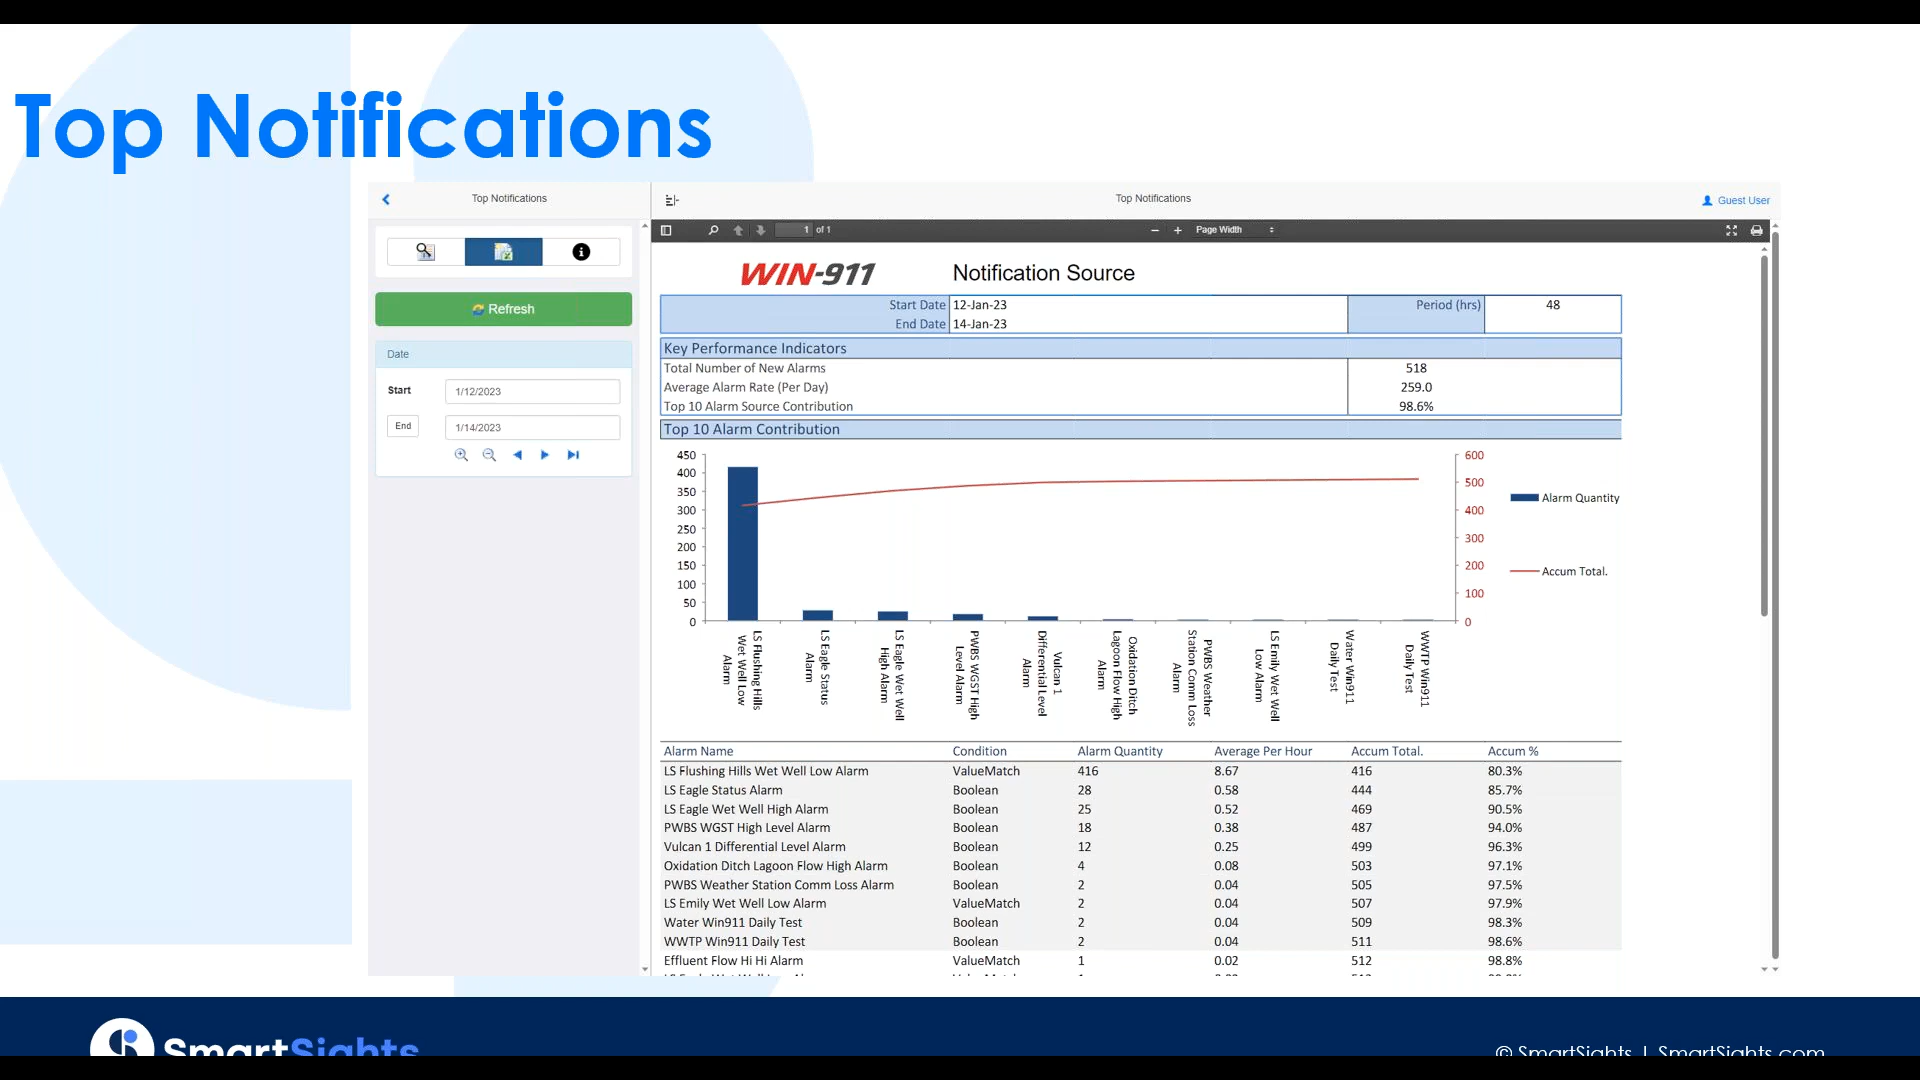 Top Notifications
Top Notifications
Top Notifications
Guest User
1 of 1
Page Width
Refresh
Date
Start 1/12/2023
End 1/14/2023
WIN-911
Notification Source
Start Date 12-Jan-23 Period (hrs) 48
End Date 14-Jan-23
Key Performance Indicators
Total Number of New Alarms 518
Average Alarm Rate (Per Day) 259.0
Top 10 Alarm Source Contribution 98.6%
Top 10 Alarm Contribution
450
400
350
300
250
200
150
100
50
0
600
500
400
300
200
100
0
Alarm Quantity
Accum Total.
LS Flushing Hills
Wet Well Low
Alarm
LS Eagle Status
Alarm
LS Eagle Wet Well
High Alarm
PWBS WGST High
Level Alarm
Vulcan 1
Differential Level
Alarm
Oxidation Ditch
Lagoon Flow High
Alarm
PWBS Weather
Station Comm Loss
Alarm
LS Emily Wet Well
Low Alarm
Water Win911
Daily Test
WWTP Win911
Daily Test
Alarm Name Condition Alarm Quantity Average Per Hour Accum Total. Accum %
LS Flushing Hills Wet Well Low Alarm ValueMatch 416 8.67 416 80.3%
LS Eagle Status Alarm Boolean 28 0.58 444 85.7%
LS Eagle Wet Well High Alarm Boolean 25 0.52 469 90.5%
PWBS WGST High Level Alarm Boolean 18 0.38 487 94.0%
Vulcan 1 Differential Level Alarm Boolean 12 0.25 499 96.3%
Oxidation Ditch Lagoon Flow High Alarm Boolean 4 0.08 503 97.1%
PWBS Weather Station Comm Loss Alarm Boolean 2 0.04 505 97.5%
LS Emily Wet Well Low Alarm ValueMatch 2 0.04 507 97.9%
Water Win911 Daily Test Boolean 2 0.04 509 98.3%
WWTP Win911 Daily Test Boolean 2 0.04 511 98.6%
Effluent Flow Hi Hi Alarm ValueMatch 1 0.02 512 98.8%
SmartSights
© SmartSights | SmartSights.com